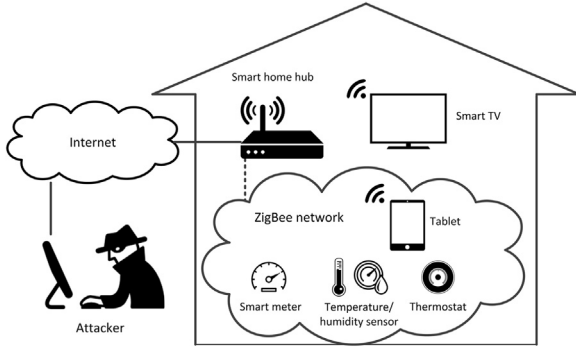 Smart home hub
Smart TV
Internet
ZigBee network
Tablet
Smart meter
Temperature/
humidity sensor
Thermostat
Attacker